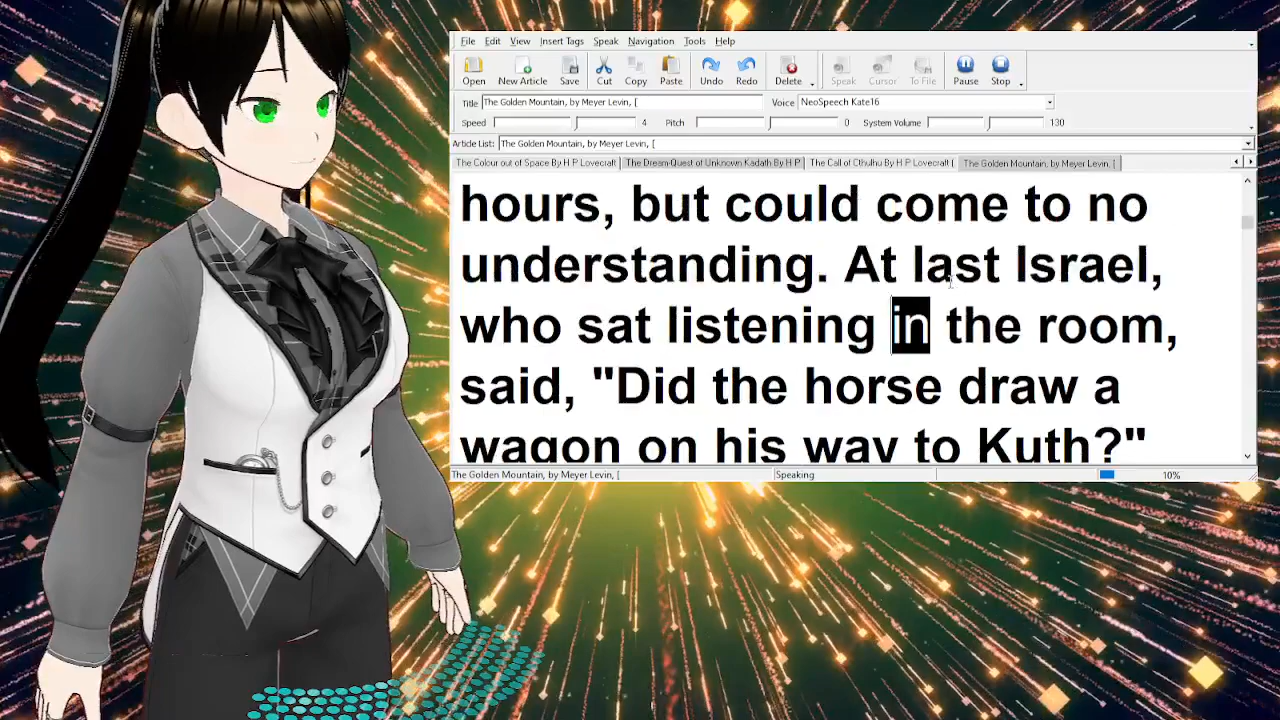 File Edit View Insert Tags Speak Navigation Tools Help
Open New Article Save Cut Copy Paste Undo Redo Delete Speak Cursor To File Pause Stop
Title The Golden Mountain, by Meyer Levin, [ Voice NeoSpeech Kate16
Speed 4 Pitch 0 System Volume 130
Article List: The Golden Mountain, by Meyer Levin, [
The Colour out of Space By H P Lovecraft The Dream-Quest of Unknown Kadath By H P The Call of Cthulhu By H P Lovecraft [ The Golden Mountain, by Meyer Levin, [
hours, but could come to no
understanding. At last Israel,
who sat listening in the room,
said, "Did the horse draw a
wagon on his way to Kuth?"
The Golden Mountain, by Meyer Levin, [ Speaking 10%